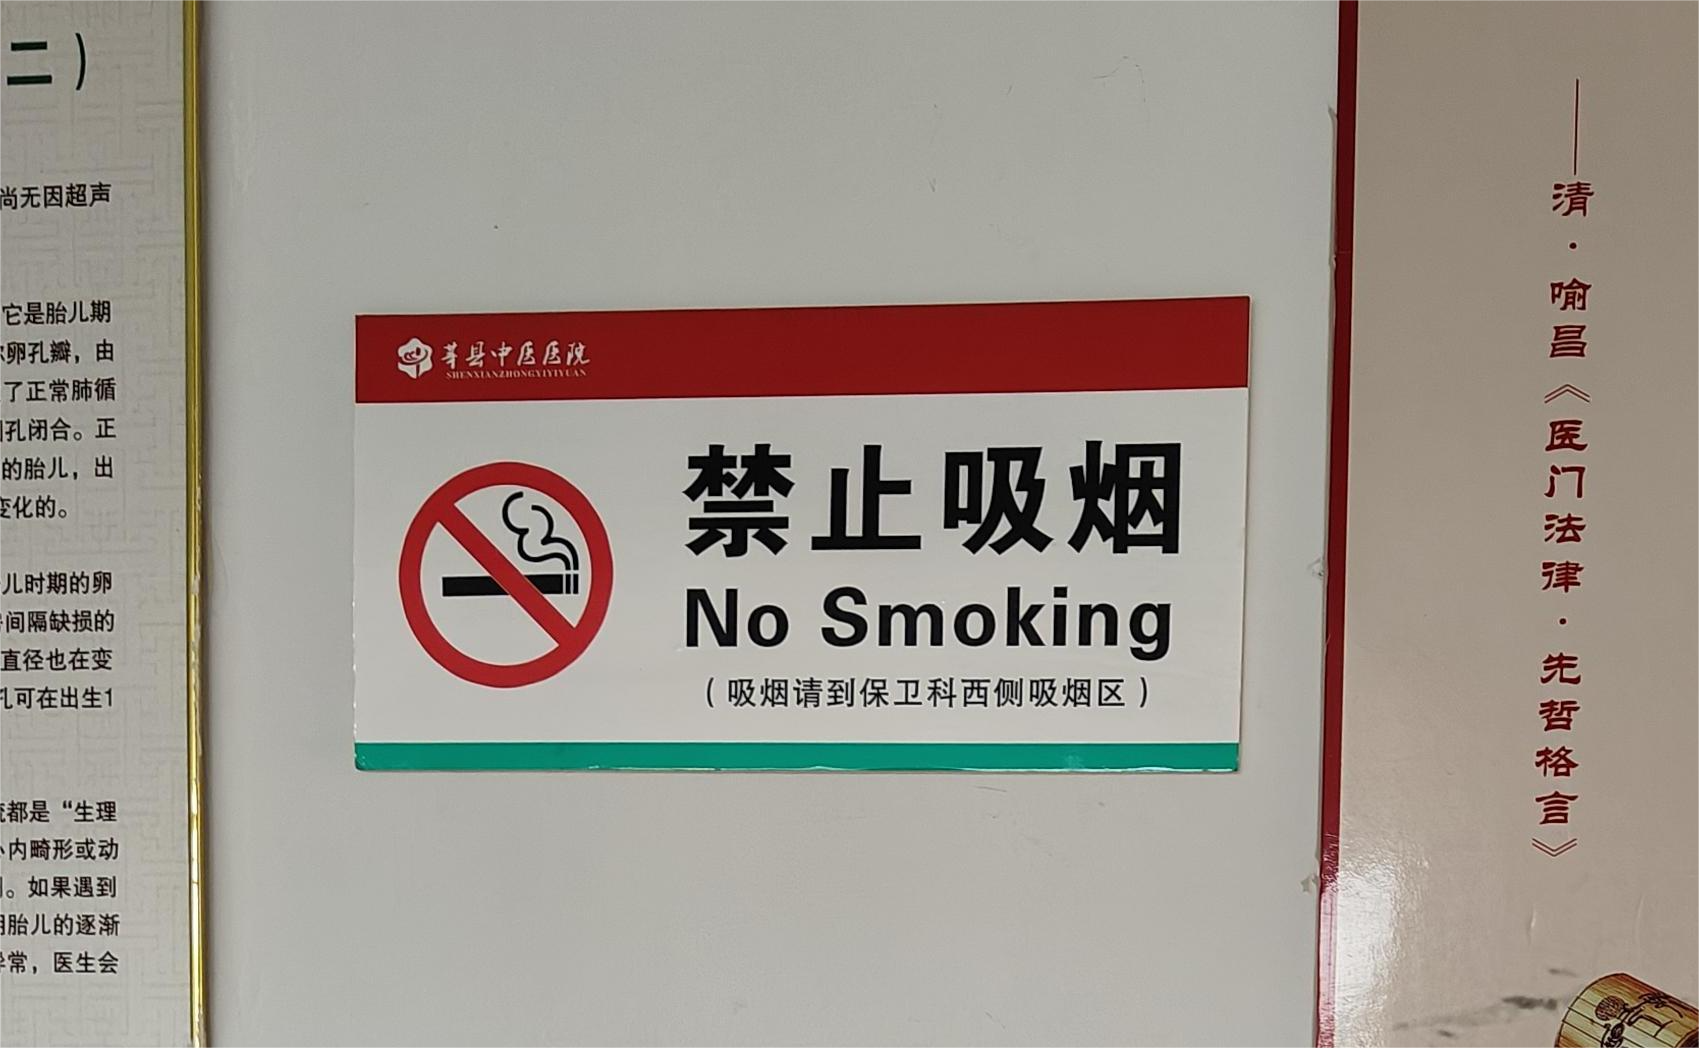 二）
尚无因超声
它是胎儿期
卵孔瓣，由
了正常肺循
孔闭合。正
的胎儿，出
变化的。
儿时期的卵
间隔缺损的
直径也在变
孔可在出生1
都是“生理
心内畸形或动
。如果遇到
胎儿的逐渐
常，医生会
莘县中医医院
SHENXIANZHONGYIYIYUAN
禁止吸烟
No Smoking
（吸烟请到保卫科西侧吸烟区）
——清·喻昌《医门法律·先哲格言》